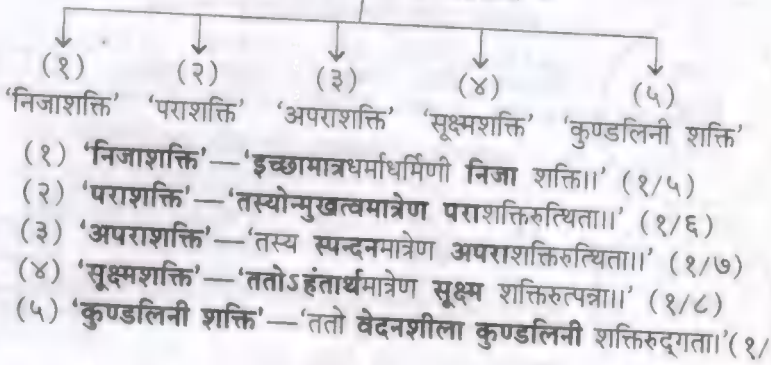 (१) (२) (३) (४) (५)
'निजाशक्ति' 'पराशक्ति' 'अपराशक्ति' 'सूक्ष्मशक्ति' 'कुण्डलिनी शक्ति'
(१) 'निजाशक्ति'—'इच्छामात्रधर्माधर्मिणी निजा शक्ति।।' (१/५)
(२) 'पराशक्ति'—'तस्योन्मुखत्वमात्रेण पराशक्तिरुत्थिता।।' (१/६)
(३) 'अपराशक्ति'—'तस्य स्पन्दनमात्रेण अपराशक्तिरुत्थिता।।' (१/७)
(४) 'सूक्ष्मशक्ति'—'ततोऽहंतार्थमात्रेण सूक्ष्म शक्तिरुत्पन्ना।।' (१/८)
(५) 'कुण्डलिनी शक्ति'—'ततो वेदनशीला कुण्डलिनी शक्तिरुद्‌गता।'(१/